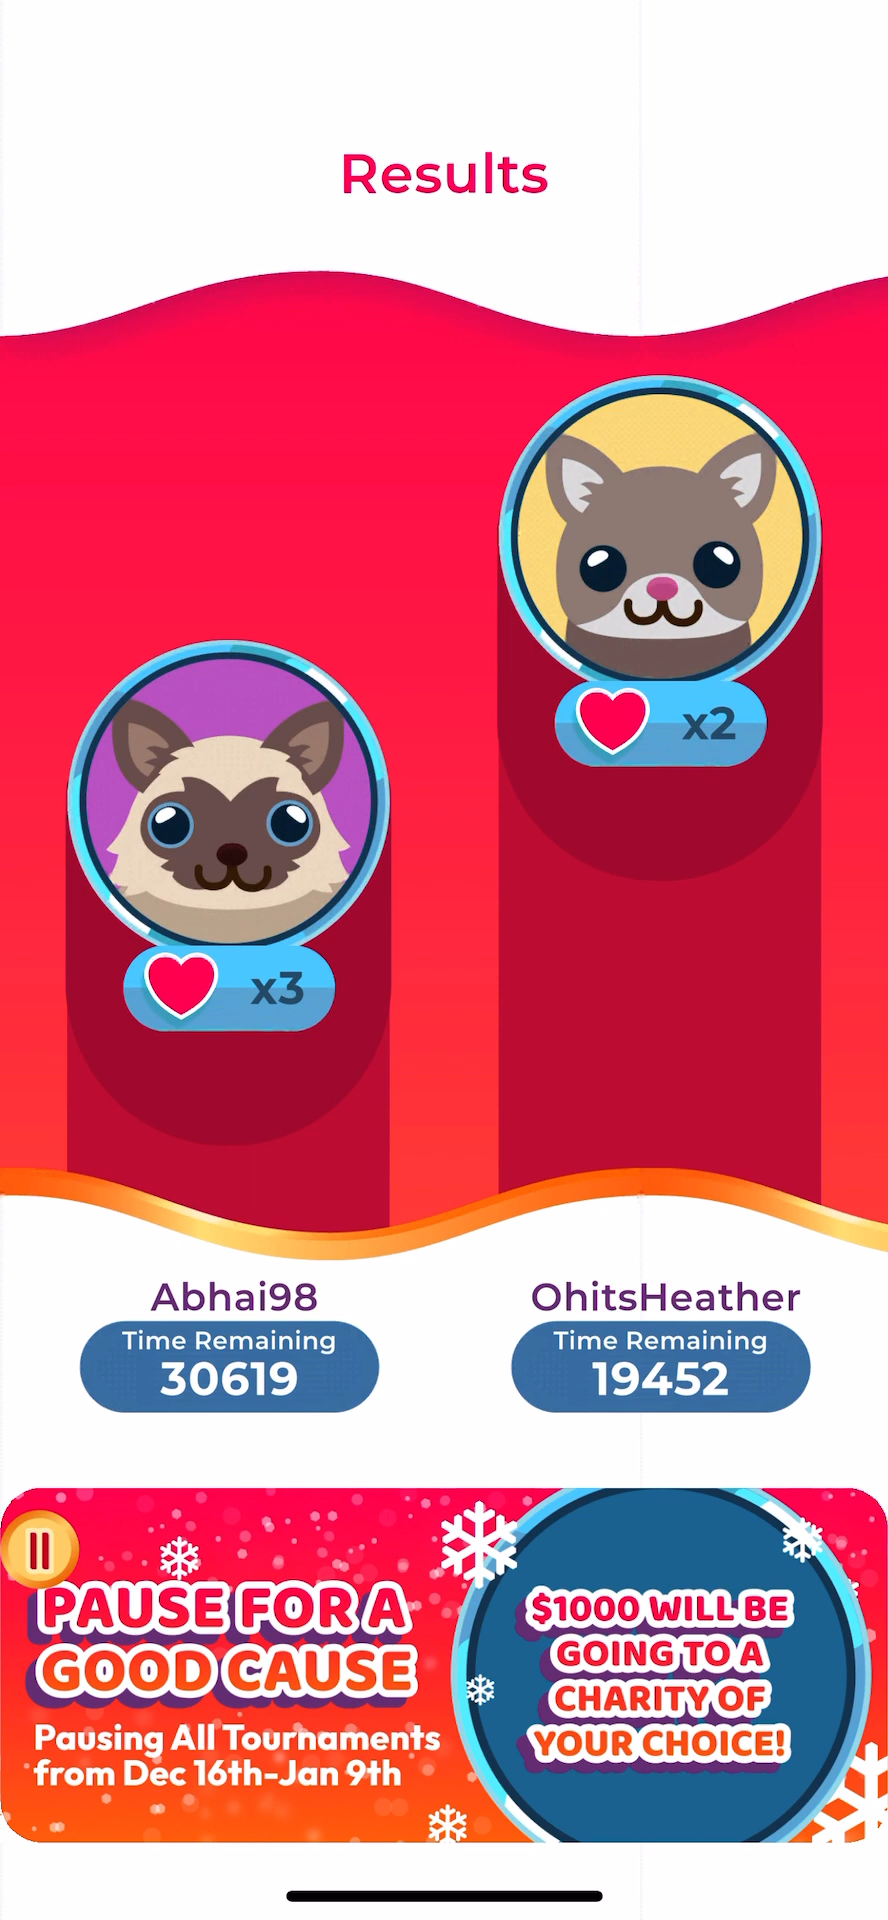 Results
x2
x3
Abhai98
Time Remaining
30619
OhitsHeather
Time Remaining
19452
PAUSE FOR A
GOOD CAUSE
Pausing All Tournaments
from Dec 16th-Jan 9th
$1000 WILL BE
GOING TO A
CHARITY OF
YOUR CHOICE!